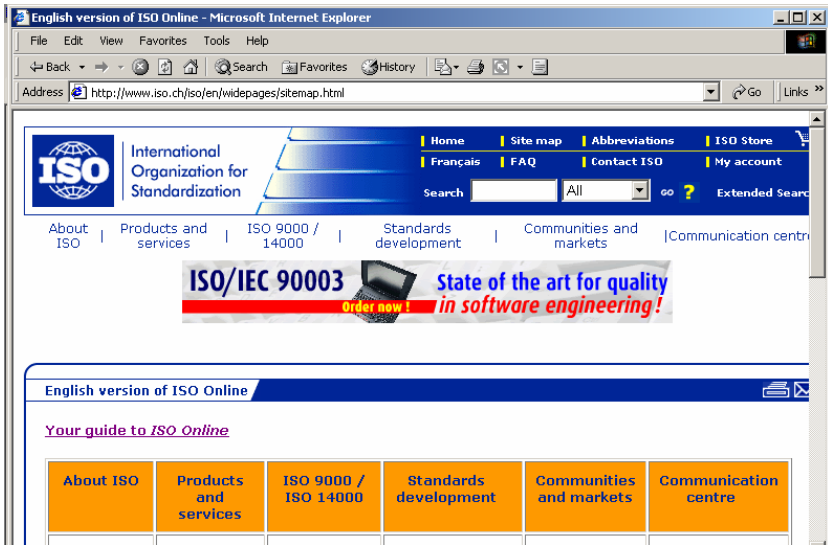 English version of ISO Online - Microsoft Internet Explorer
File Edit View Favorites Tools Help
Back Search Favorites History
Address http://www.iso.ch/iso/en/widepages/sitemap.html Go Links »
ISO
International
Organization for
Standardization
Home Site map Abbreviations ISO Store
Français FAQ Contact ISO My account
Search All GO ? Extended Searc
About ISO | Products and services | ISO 9000 / 14000 | Standards development | Communities and markets | Communication centr
ISO/IEC 90003 State of the art for quality
Order now ! in software engineering !
English version of ISO Online
Your guide to ISO Online
About ISO Products and services ISO 9000 / ISO 14000 Standards development Communities and markets Communication centre